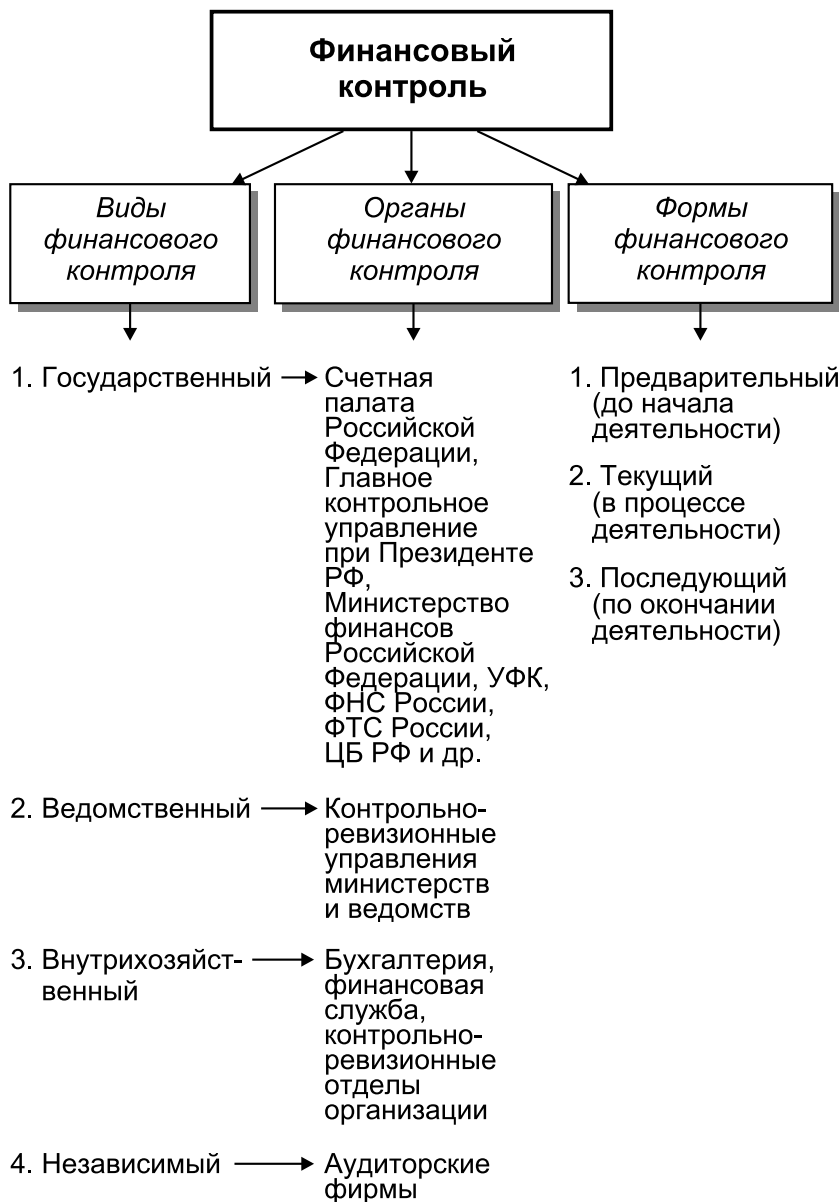 Финансовый
контроль
Виды
финансового
контроля
Органы
финансового
контроля
Формы
финансового
контроля
1. Государственный
Счетная
палата
Российской
Федерации,
Главное
контрольное
управление
при Президенте
РФ,
Министерство
финансов
Российской
Федерации, УФК,
ФНС России,
ФТС России,
ЦБ РФ и др.
2. Ведомственный
Контрольно-
ревизионные
управления
министерств
и ведомств
3. Внутрихозяйст-
венный
Бухгалтерия,
финансовая
служба,
контрольно-
ревизионные
отделы
организации
4. Независимый
Аудиторские
фирмы
1. Предварительный
(до начала
деятельности)
2. Текущий
(в процессе
деятельности)
3. Последующий
(по окончании
деятельности)